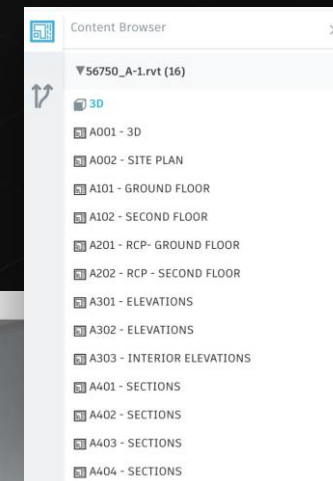 Content Browser
▼56750_A-1.rvt (16)
3D
A001 - 3D
A002 - SITE PLAN
A101 - GROUND FLOOR
A102 - SECOND FLOOR
A201 - RCP- GROUND FLOOR
A202 - RCP - SECOND FLOOR
A301 - ELEVATIONS
A302 - ELEVATIONS
A303 - INTERIOR ELEVATIONS
A401 - SECTIONS
A402 - SECTIONS
A403 - SECTIONS
A404 - SECTIONS